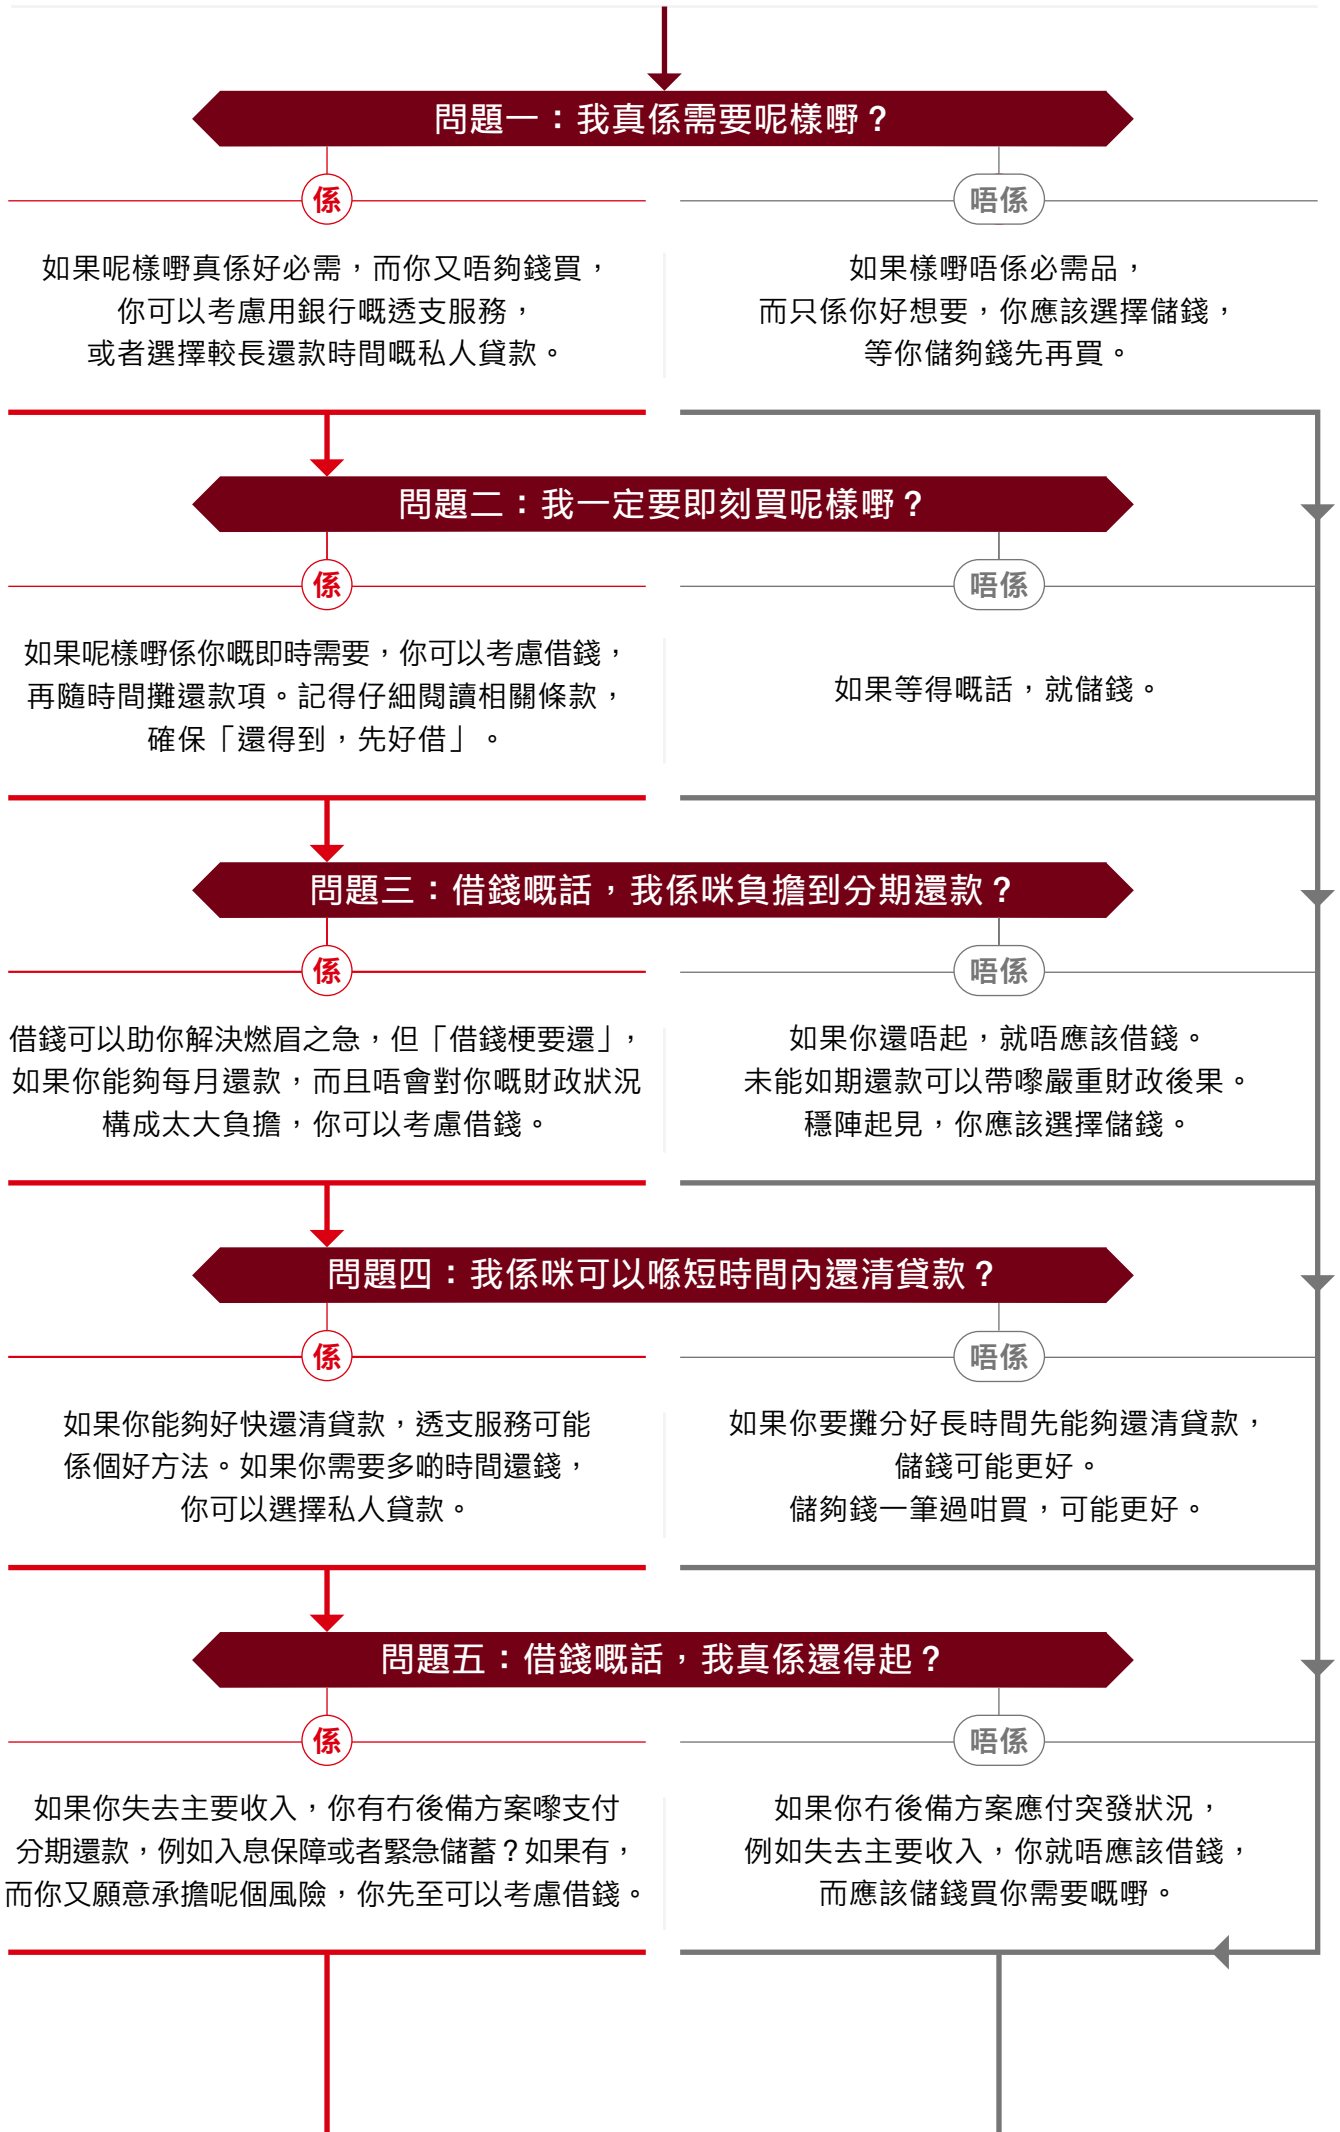 問題一：我真係需要呢樣嘢？
係
如果呢樣嘢真係好必需，而你又唔夠錢買，
你可以考慮用銀行嘅透支服務，
或者選擇較長還款時間嘅私人貸款。
唔係
如果樣嘢唔係必需品，
而只係你好想要，你應該選擇儲錢，
等你儲夠錢先再買。
問題二：我一定要即刻買呢樣嘢？
係
如果呢樣嘢係你嘅即時需要，你可以考慮借錢，
再隨時間攤還款項。記得仔細閱讀相關條款，
確保「還得到，先好借」。
唔係
如果等得嘅話，就儲錢。
問題三：借錢嘅話，我係咪負擔到分期還款？
係
借錢可以助你解決燃眉之急，但「借錢梗要還」，
如果你能夠每月還款，而且唔會對你嘅財政狀況
構成太大負擔，你可以考慮借錢。
唔係
如果你還唔起，就唔應該借錢。
未能如期還款可以帶嚟嚴重財政後果。
穩陣起見，你應該選擇儲錢。
問題四：我係咪可以喺短時間內還清貸款？
係
如果你能夠好快還清貸款，透支服務可能
係個好方法。如果你需要多啲時間還錢，
你可以選擇私人貸款。
唔係
如果你要攤分好長時間先能夠還清貸款，
儲錢可能更好。
儲夠錢一筆過咁買，可能更好。
問題五：借錢嘅話，我真係還得起？
係
如果你失去主要收入，你有冇後備方案嚟支付
分期還款，例如入息保障或者緊急儲蓄？如果有，
而你又願意承擔呢個風險，你先至可以考慮借錢。
唔係
如果你冇後備方案應付突發狀況，
例如失去主要收入，你就唔應該借錢，
而應該儲錢買你需要嘅嘢。